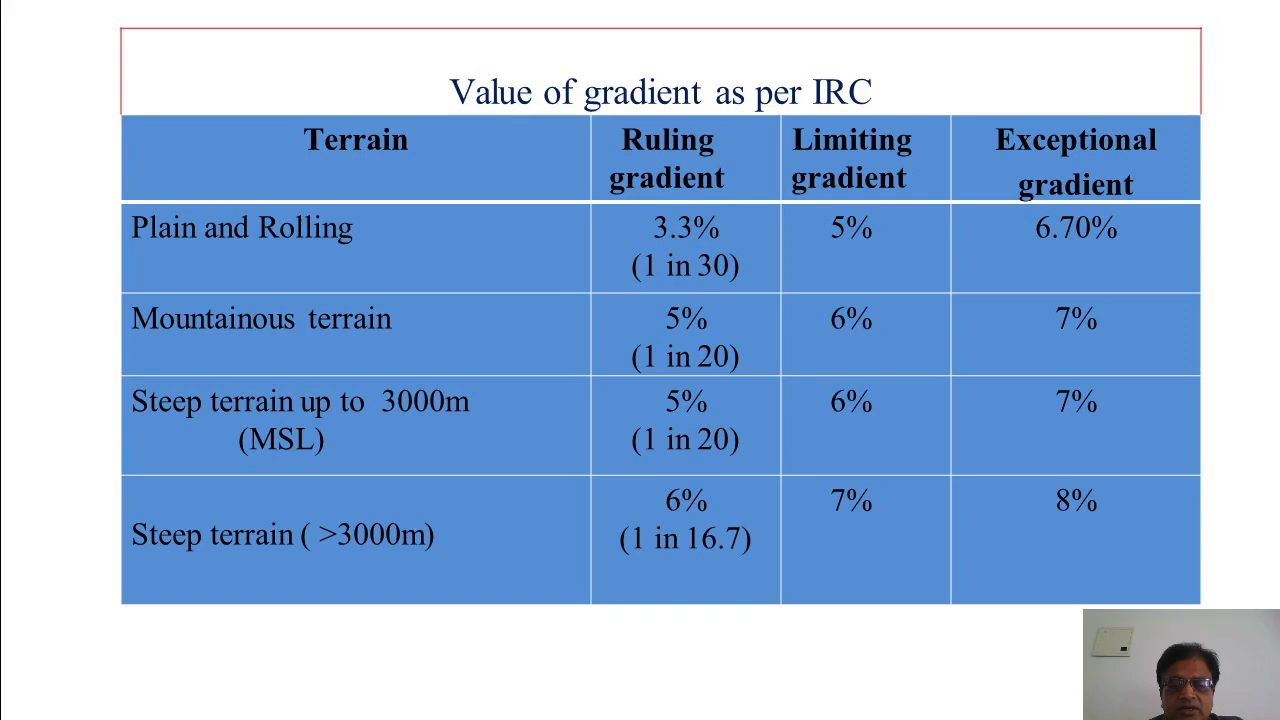 Value of gradient as per IRC
Terrain
Ruling gradient
Limiting gradient
Exceptional gradient
Plain and Rolling
3.3%
(1 in 30)
5%
6.70%
Mountainous terrain
5%
(1 in 20)
6%
7%
Steep terrain up to 3000m
(MSL)
5%
(1 in 20)
6%
7%
Steep terrain ( >3000m)
6%
(1 in 16.7)
7%
8%